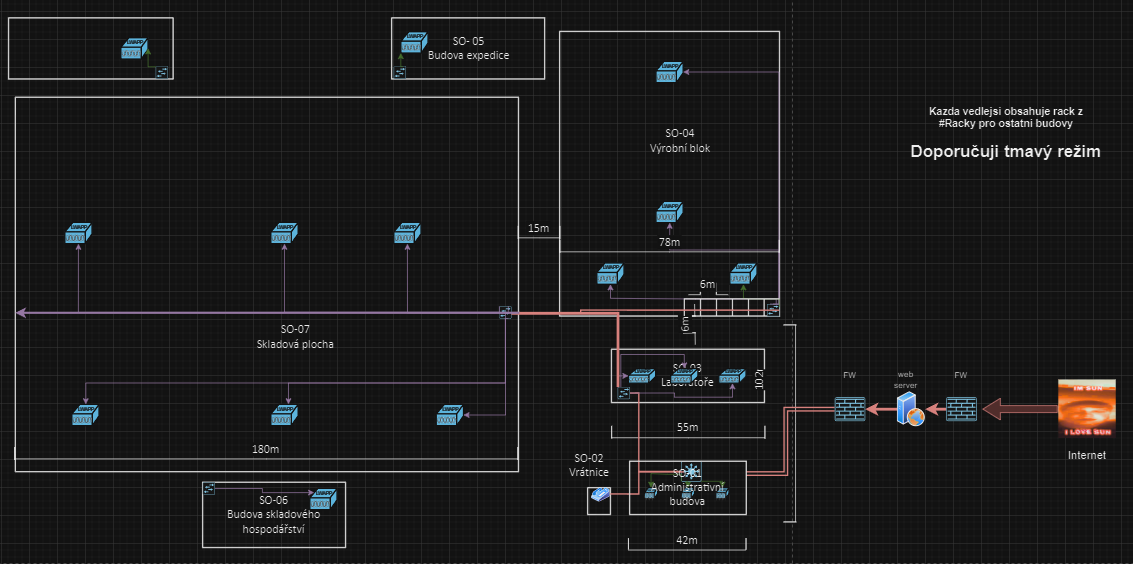 SO- 05
Budova expedice
SO-04
Výrobní blok
Kazda vedlejsi obsahuje rack z
#Racky pro ostatni budovy
Doporučuji tmavý režim
15m
78m
6m
6m
SO-07
Skladová plocha
SO-03
Laboratoře
55m
180m
FW
web
server
FW
IM SUN
I LOVE SUN
Internet
SO-02
Vrátnice
SO-01
Administrativní
budova
42m
SO-06
Budova skladového
hospodářství